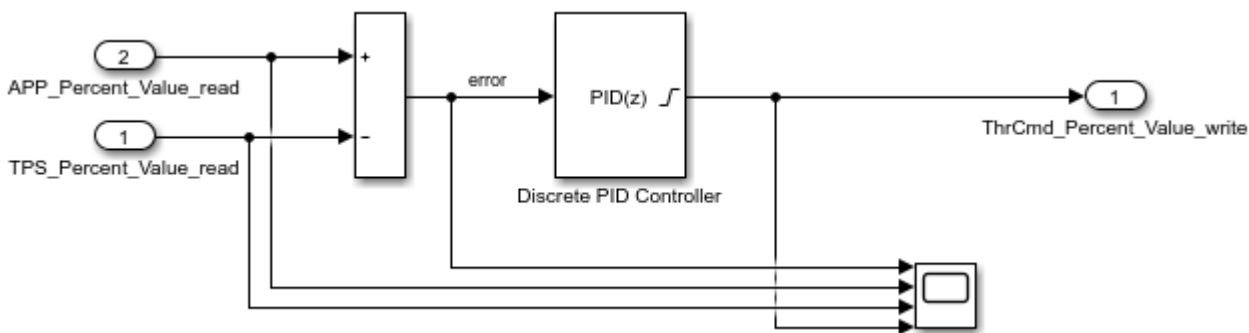 2
APP_Percent_Value_read
1
TPS_Percent_Value_read
+
−
error
PID(z)
Discrete PID Controller
1
ThrCmd_Percent_Value_write